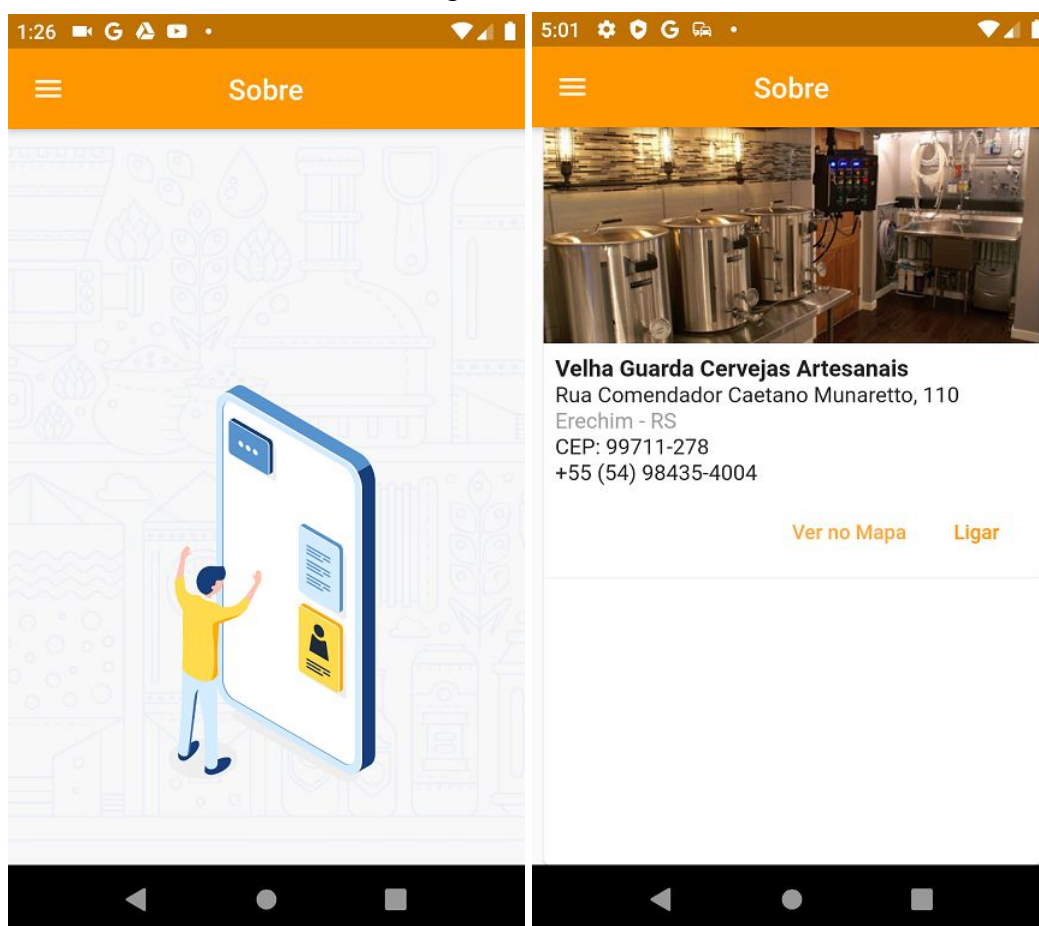 1:26
Sobre
5:01
Sobre
Velha Guarda Cervejas Artesanais
Rua Comendador Caetano Munaretto, 110
Erechim - RS
CEP: 99711-278
+55 (54) 98435-4004
Ver no Mapa Ligar